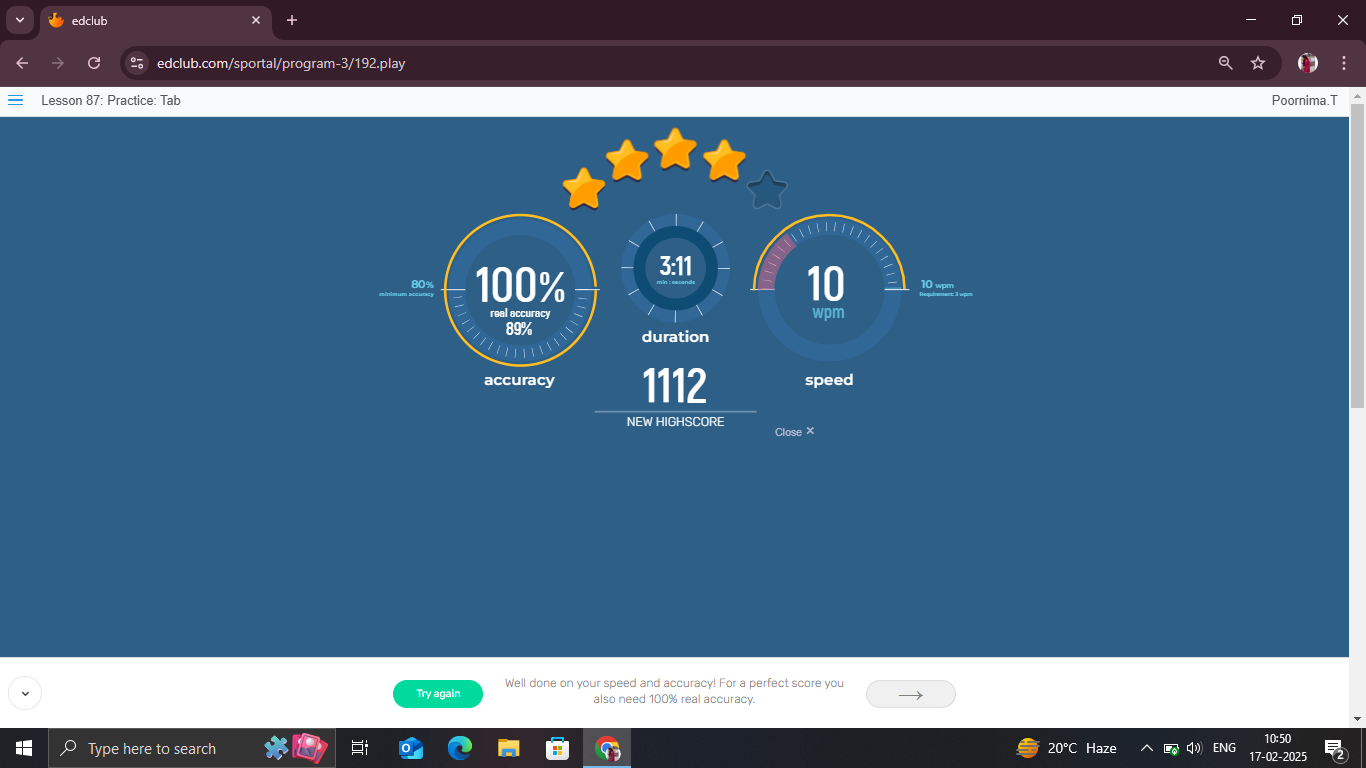 edclub
edclub.com/sportal/program-3/192.play
Lesson 87: Practice: Tab
Poornima.T
80%
minimum accuracy
100%
real accuracy
89%
accuracy
3:11
min : seconds
duration
10
wpm
speed
10 wpm
Requirement: 3 wpm
1112
NEW HIGHSCORE
Close ✕
Try again
Well done on your speed and accuracy! For a perfect score you
also need 100% real accuracy.
Type here to search
20°C Haze
ENG
10:50
17-02-2025
2